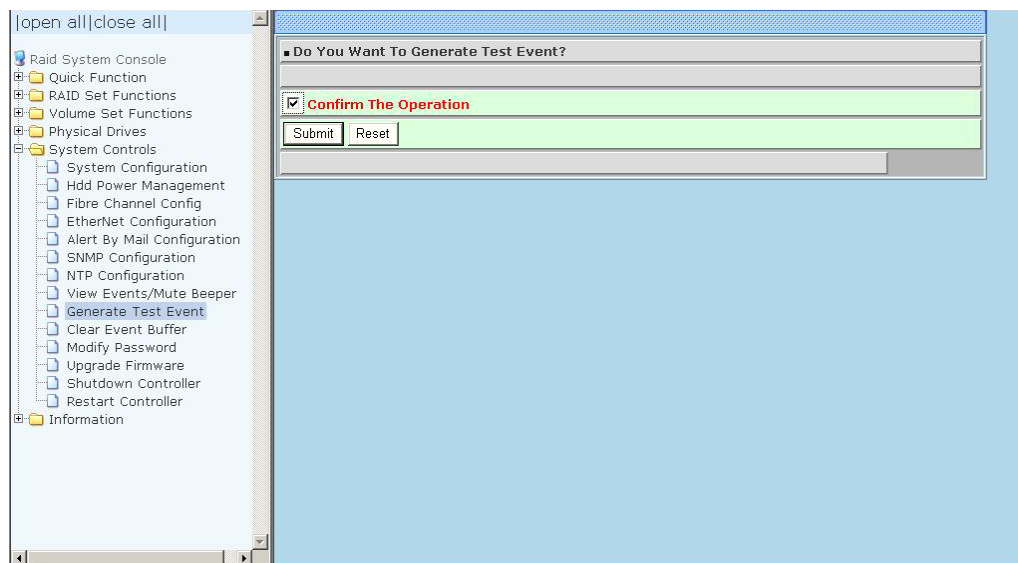 |open all|close all|
Raid System Console
Quick Function
RAID Set Functions
Volume Set Functions
Physical Drives
System Controls
System Configuration
Hdd Power Management
Fibre Channel Config
EtherNet Configuration
Alert By Mail Configuration
SNMP Configuration
NTP Configuration
View Events/Mute Beeper
Generate Test Event
Clear Event Buffer
Modify Password
Upgrade Firmware
Shutdown Controller
Restart Controller
Information
Do You Want To Generate Test Event?
Confirm The Operation
Submit Reset